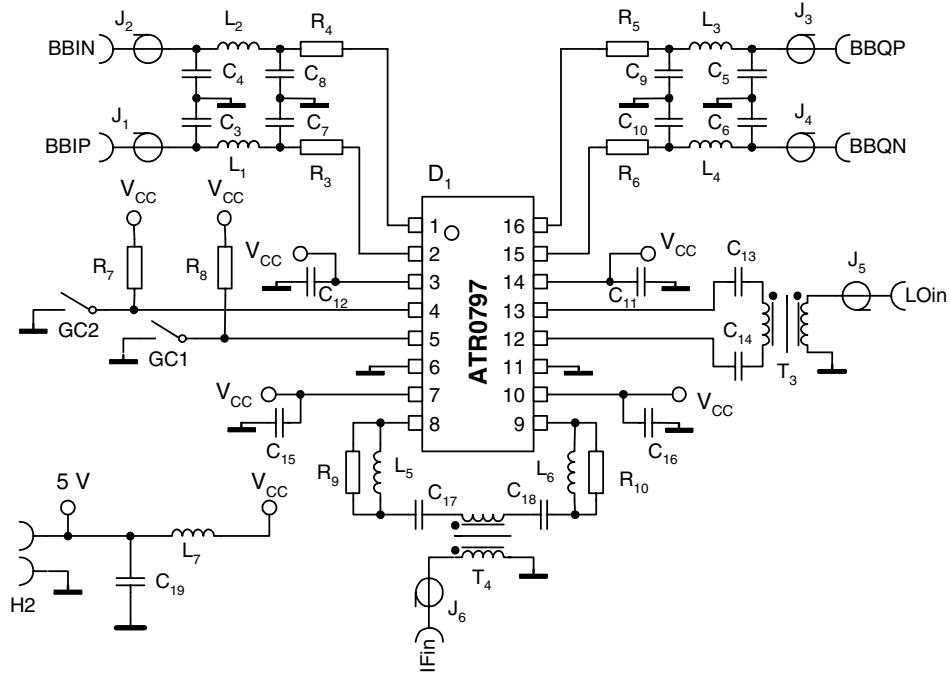 J2 L2 R4 R5 L3 J3
BBIN BBQP
C4 C8 C9 C5
J1 C3 C7 C10 C6 J4
BBIP BBQN
L1 R3 R6 L4
D1
VCC VCC
1 16
VCC VCC
2 15
R7 R8 C13 J5
3 14
C12 C11 LOin
4 13
GC2 GC1
5 12
C14
ATR0797
6 11
T3
VCC 7 10 VCC
8 9
C15 C16
R9 L5 L6 R10
5 V VCC
C17 C18
L7
C19 T4
H2 J6
IFin